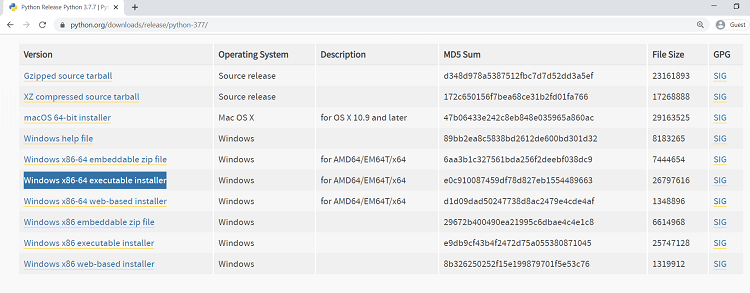 Python Release Python 3.7.7 | Pyt
python.org/downloads/release/python-377/
Guest
Version Operating System Description MD5 Sum File Size GPG
Gzipped source tarball Source release d348d978a5387512fbc7d7d52dd3a5ef 23161893 SIG
XZ compressed source tarball Source release 172c650156f7bea68ce31b2fd01fa766 17268888 SIG
macOS 64-bit installer Mac OS X for OS X 10.9 and later 47b06433e242c8eb848e035965a860ac 29163525 SIG
Windows help file Windows 89bb2ea8c5838bd2612de600bd301d32 8183265 SIG
Windows x86-64 embeddable zip file Windows for AMD64/EM64T/x64 6aa3b1c327561bda256f2deebf038dc9 7444654 SIG
Windows x86-64 executable installer Windows for AMD64/EM64T/x64 e0c910087459df78d827eb1554489663 26797616 SIG
Windows x86-64 web-based installer Windows for AMD64/EM64T/x64 d1d09dad50247738d8ac2479e4cde4af 1348896 SIG
Windows x86 embeddable zip file Windows 29672b400490ea21995c6dbae4c4e1c8 6614968 SIG
Windows x86 executable installer Windows e9db9cf43b4f2472d75a055380871045 25747128 SIG
Windows x86 web-based installer Windows 8b326250252f15e199879701f5e53c76 1319912 SIG